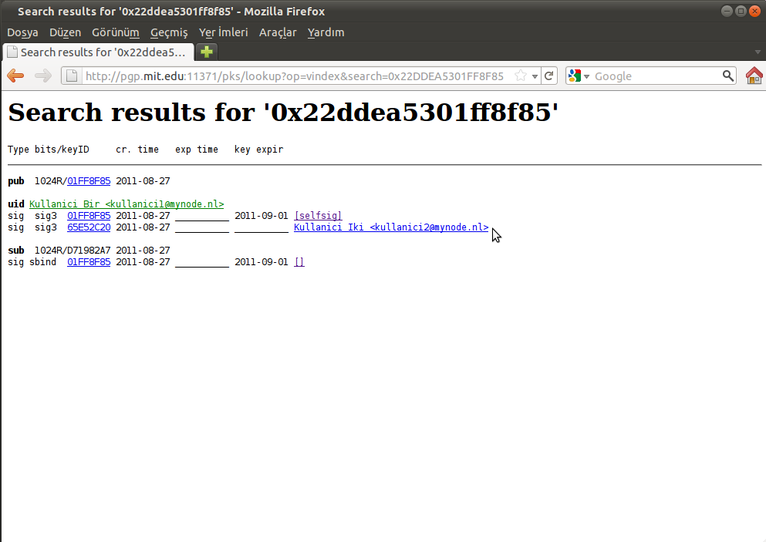 Search results for '0x22ddea5301ff8f85' - Mozilla Firefox
Dosya Düzen Görünüm Geçmiş Yer İmleri Araçlar Yardım
Search results for '0x22ddea5...
http://pgp.mit.edu:11371/pks/lookup?op=vindex&search=0x22DDEA5301FF8F85 Google
Search results for '0x22ddea5301ff8f85'
Type bits/keyID cr. time exp time key expir
pub 1024R/01FF8F85 2011-08-27
uid Kullanici Bir <kullanici1@mynode.nl>
sig sig3 01FF8F85 2011-08-27 __________ 2011-09-01 [selfsig]
sig sig3 65E52C20 2011-08-27 __________ __________ Kullanici Iki <kullanici2@mynode.nl>
sub 1024R/D71982A7 2011-08-27
sig sbind 01FF8F85 2011-08-27 __________ 2011-09-01 []